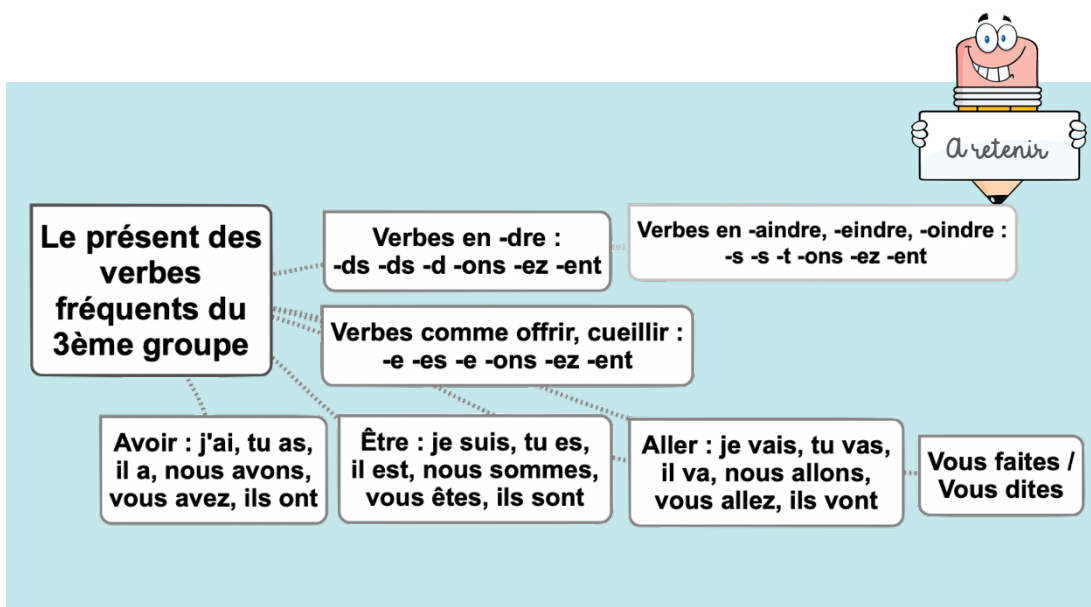 A retenir
Le présent des
verbes
fréquents du
3ème groupe
Verbes en -dre :
-ds -ds -d -ons -ez -ent
Verbes en -aindre, -eindre, -oindre :
-s -s -t -ons -ez -ent
Verbes comme offrir, cueillir :
-e -es -e -ons -ez -ent
Avoir : j'ai, tu as,
il a, nous avons,
vous avez, ils ont
Être : je suis, tu es,
il est, nous sommes,
vous êtes, ils sont
Aller : je vais, tu vas,
il va, nous allons,
vous allez, ils vont
Vous faites /
Vous dites